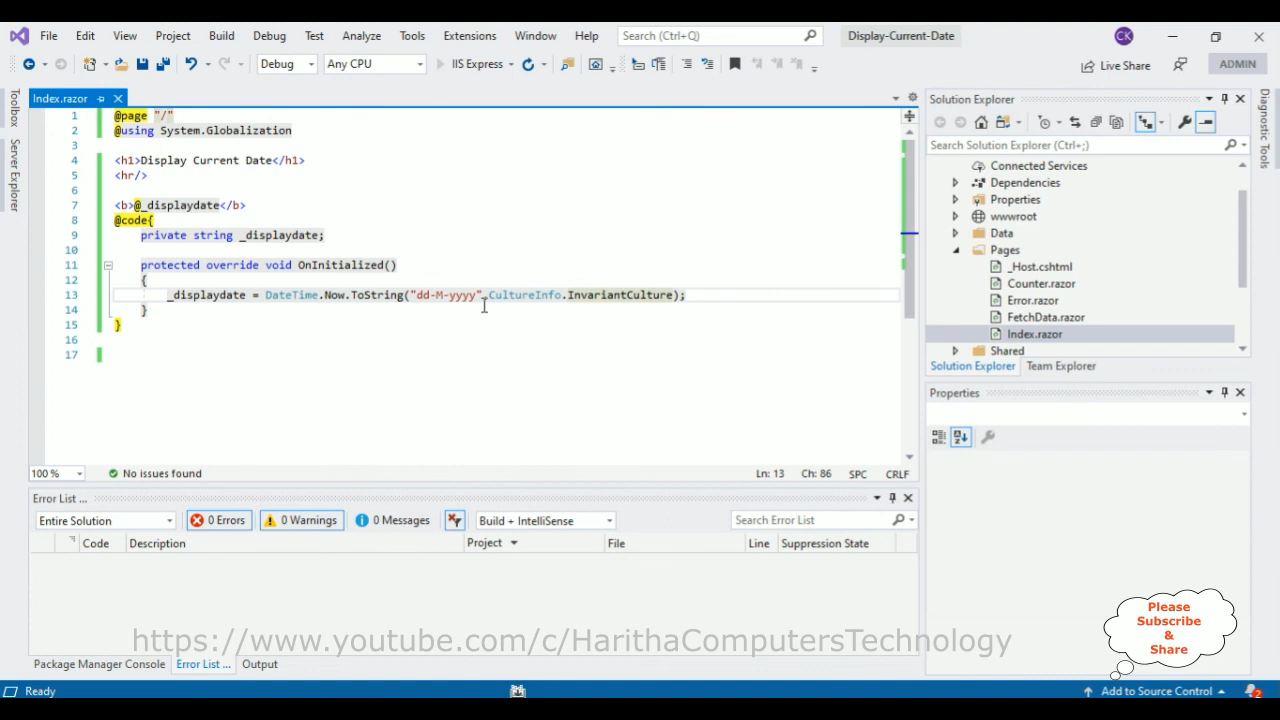 File Edit View Project Build Debug Test Analyze Tools Extensions Window Help Search (Ctrl+Q) Display-Current-Date CK
Debug Any CPU IIS Express Live Share ADMIN
Toolbox
Server Explorer
Index.razor
1 @page "/"
2 @using System.Globalization
3
4 <h1>Display Current Date</h1>
5 <hr/>
6
7 <b>@_displaydate</b>
8 @code{
9 private string _displaydate;
10
11 protected override void OnInitialized()
12 {
13 _displaydate = DateTime.Now.ToString("dd-M-yyyy",CultureInfo.InvariantCulture);
14 }
15 }
16
17
100 % No issues found Ln: 13 Ch: 86 SPC CRLF
Solution Explorer
Search Solution Explorer (Ctrl+;)
Connected Services
Dependencies
Properties
wwwroot
Data
Pages
_Host.cshtml
Counter.razor
Error.razor
FetchData.razor
Index.razor
Shared
Solution Explorer Team Explorer
Properties
Diagnostic Tools
Error List ...
Entire Solution 0 Errors 0 Warnings 0 Messages Build + IntelliSense Search Error List
Code Description Project File Line Suppression State
https://www.youtube.com/c/HarithaComputersTechnology
Please
Subscribe
&
Share
Package Manager Console Error List ... Output
Ready Add to Source Control 2